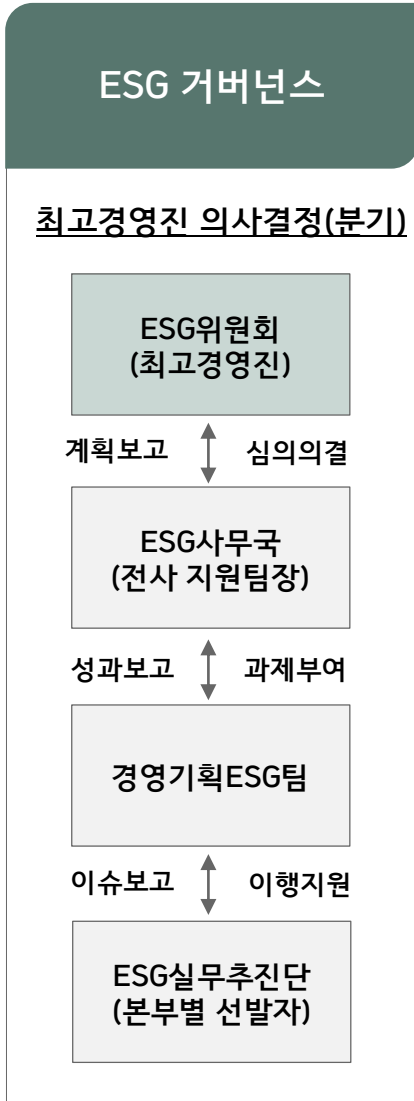 ESG 거버넌스
최고경영진 의사결정(분기)
ESG위원회
(최고경영진)
계획보고 심의의결
ESG사무국
(전사 지원팀장)
성과보고 과제부여
경영기획ESG팀
이슈보고 이행지원
ESG실무추진단
(본부별 선발자)